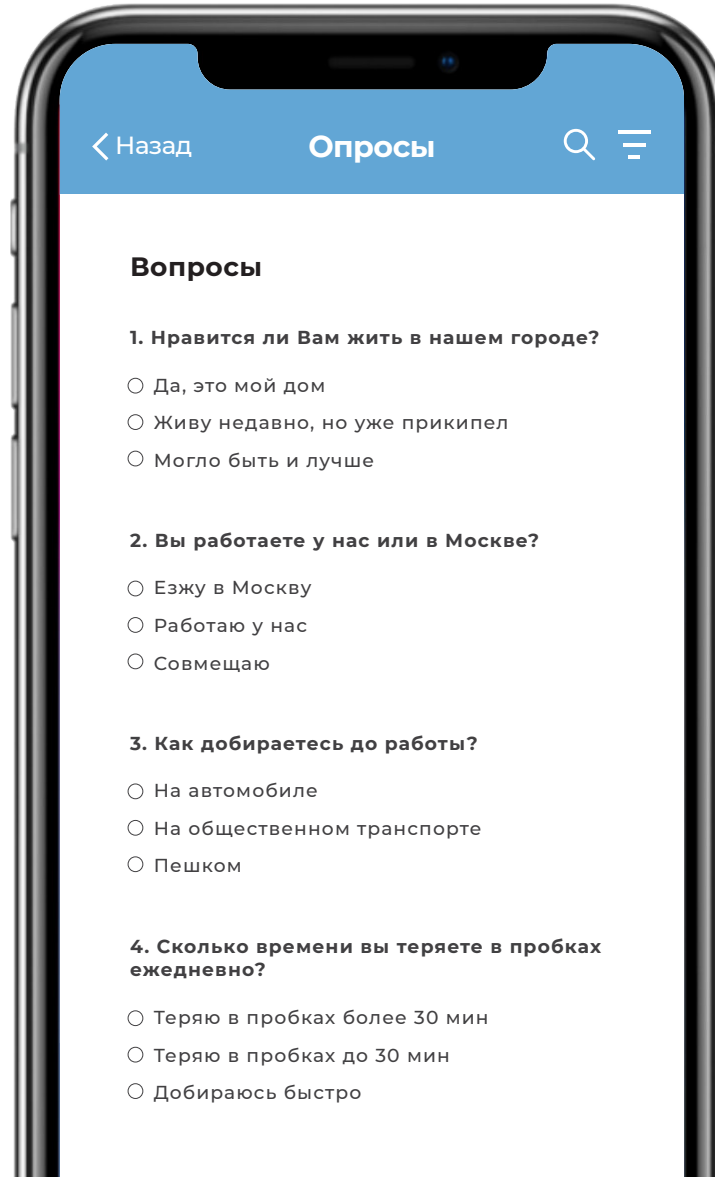 Назад
Опросы
Вопросы
1. Нравится ли Вам жить в нашем городе?
Да, это мой дом
Живу недавно, но уже прикипел
Могло быть и лучше
2. Вы работаете у нас или в Москве?
Езжу в Москву
Работаю у нас
Совмещаю
3. Как добираетесь до работы?
На автомобиле
На общественном транспорте
Пешком
4. Сколько времени вы теряете в пробках
ежедневно?
Теряю в пробках более 30 мин
Теряю в пробках до 30 мин
Добираюсь быстро